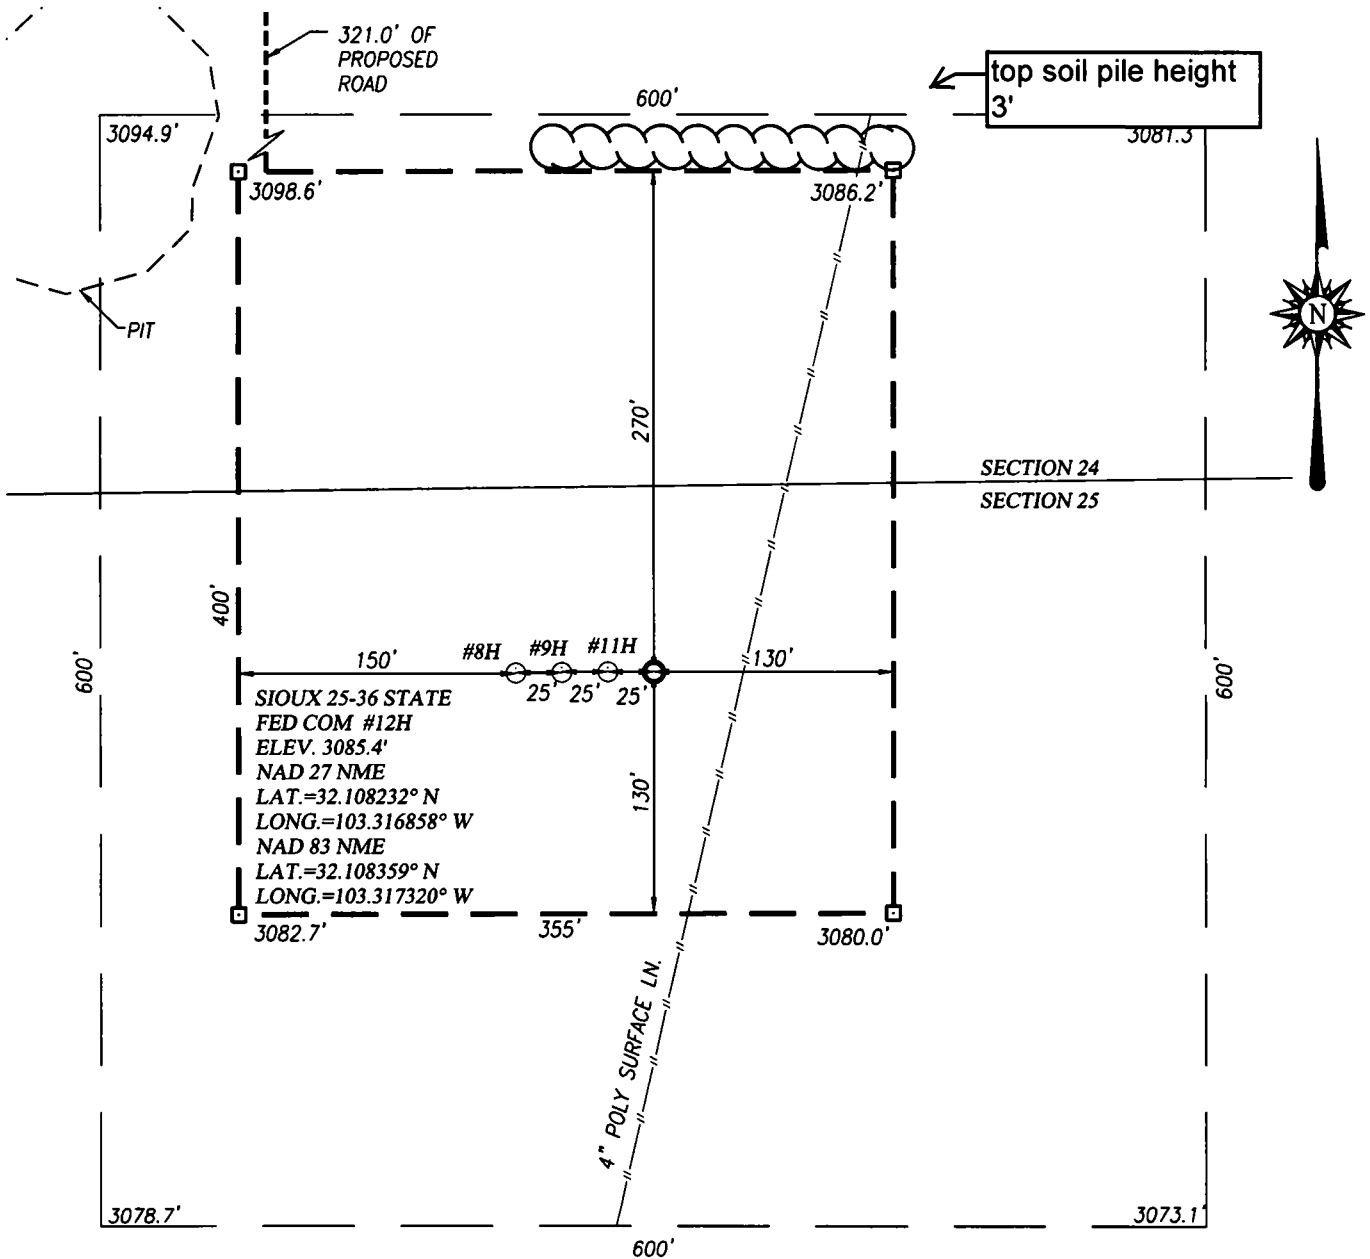 321.0' OF
PROPOSED
ROAD
top soil pile height
3'
600'
3094.9'
3081.3
3098.6'
3086.2'
PIT
N
270'
SECTION 24
SECTION 25
400'
600'
600'
#8H #9H #11H
150'
130'
25' 25' 25'
SIOUX 25-36 STATE
FED COM #12H
ELEV. 3085.4'
NAD 27 NME
LAT.=32.108232° N
LONG.=103.316858° W
NAD 83 NME
LAT.=32.108359° N
LONG.=103.317320° W
130'
3082.7'
355'
3080.0'
4" POLY SURFACE LN.
3078.7'
3073.1'
600'